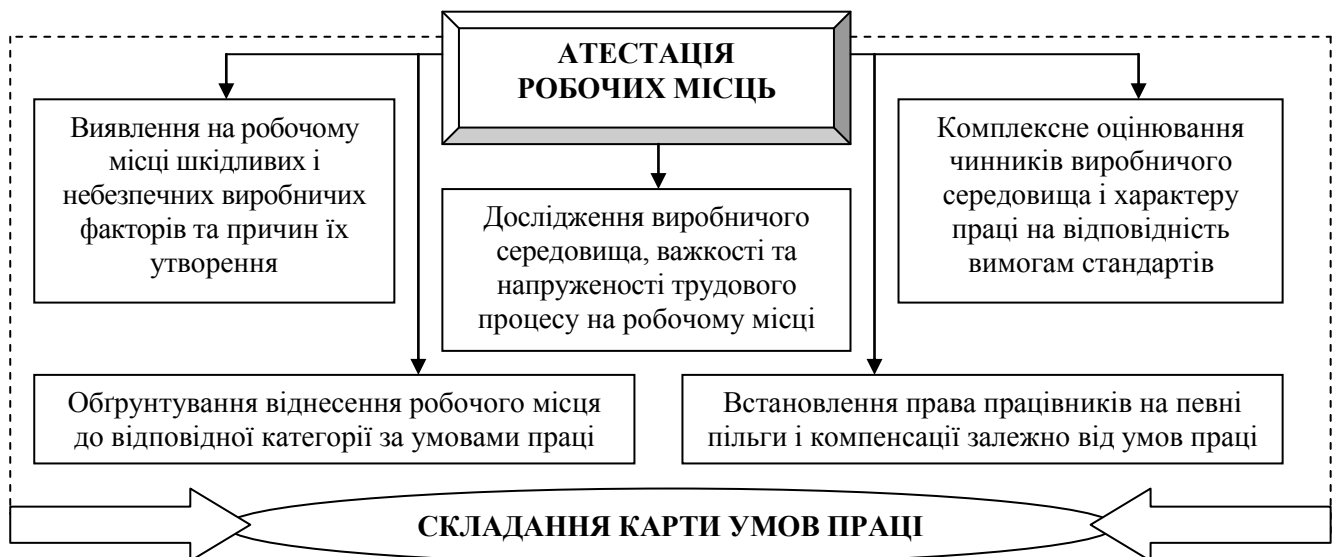 АТЕСТАЦІЯ
РОБОЧИХ МІСЦЬ
Виявлення на робочому
місці шкідливих і
небезпечних виробничих
факторів та причин їх
утворення
Дослідження виробничого
середовища, важкості та
напруженості трудового
процесу на робочому місці
Комплексне оцінювання
чинників виробничого
середовища і характеру
праці на відповідність
вимогам стандартів
Обґрунтування віднесення робочого місця
до відповідної категорії за умовами праці
Встановлення права працівників на певні
пільги і компенсації залежно від умов праці
СКЛАДАННЯ КАРТИ УМОВ ПРАЦІ